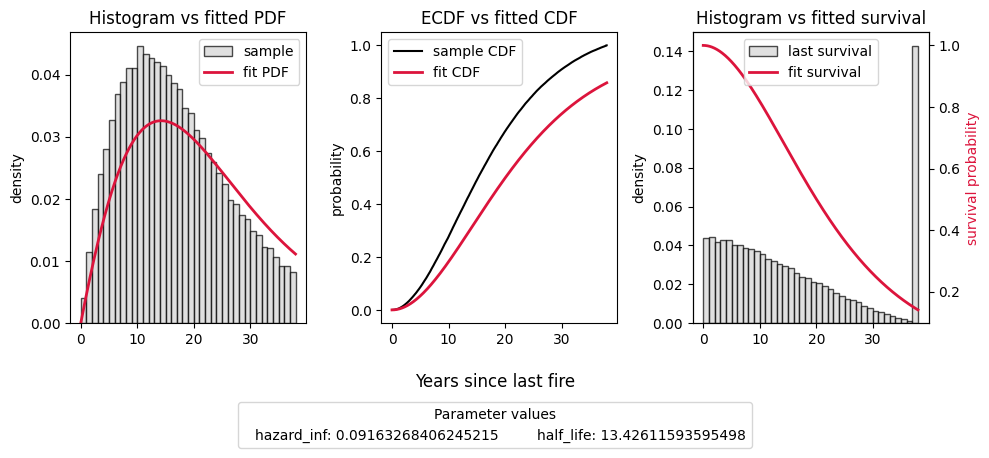 Histogram vs fitted PDF
sample
fit PDF
density
0.04
0.03
0.02
0.01
0.00
0
10
20
30
ECDF vs fitted CDF
sample CDF
fit CDF
probability
1.0
0.8
0.6
0.4
0.2
0.0
0
10
20
30
Histogram vs fitted survival
last survival
fit survival
density
0.14
0.12
0.10
0.08
0.06
0.04
0.02
0.00
0
10
20
30
1.0
0.8
0.6
0.4
0.2
survival probability
Years since last fire
Parameter values
hazard_inf: 0.09163268406245215 half_life: 13.42611593595498